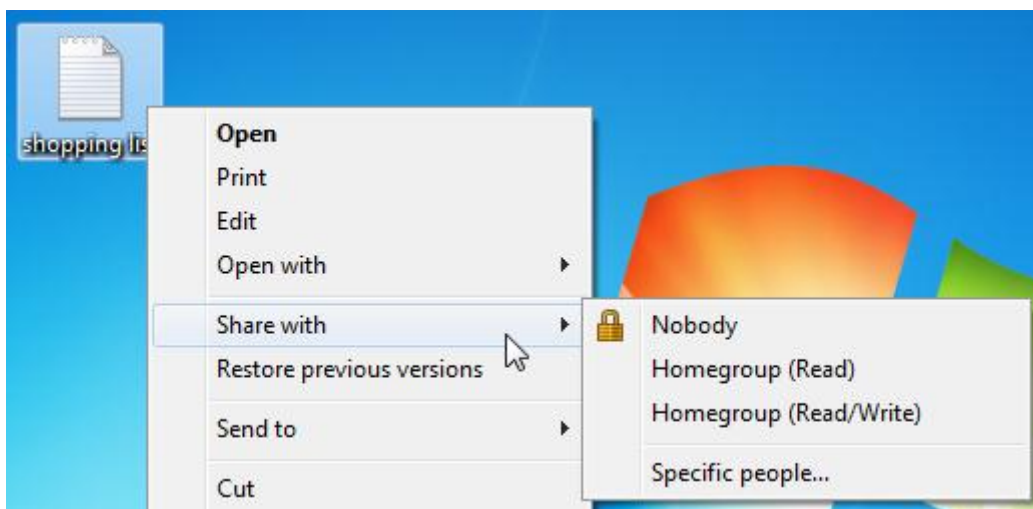 shopping lis
Open
Print
Edit
Open with
Share with
Restore previous versions
Send to
Cut
Nobody
Homegroup (Read)
Homegroup (Read/Write)
Specific people...